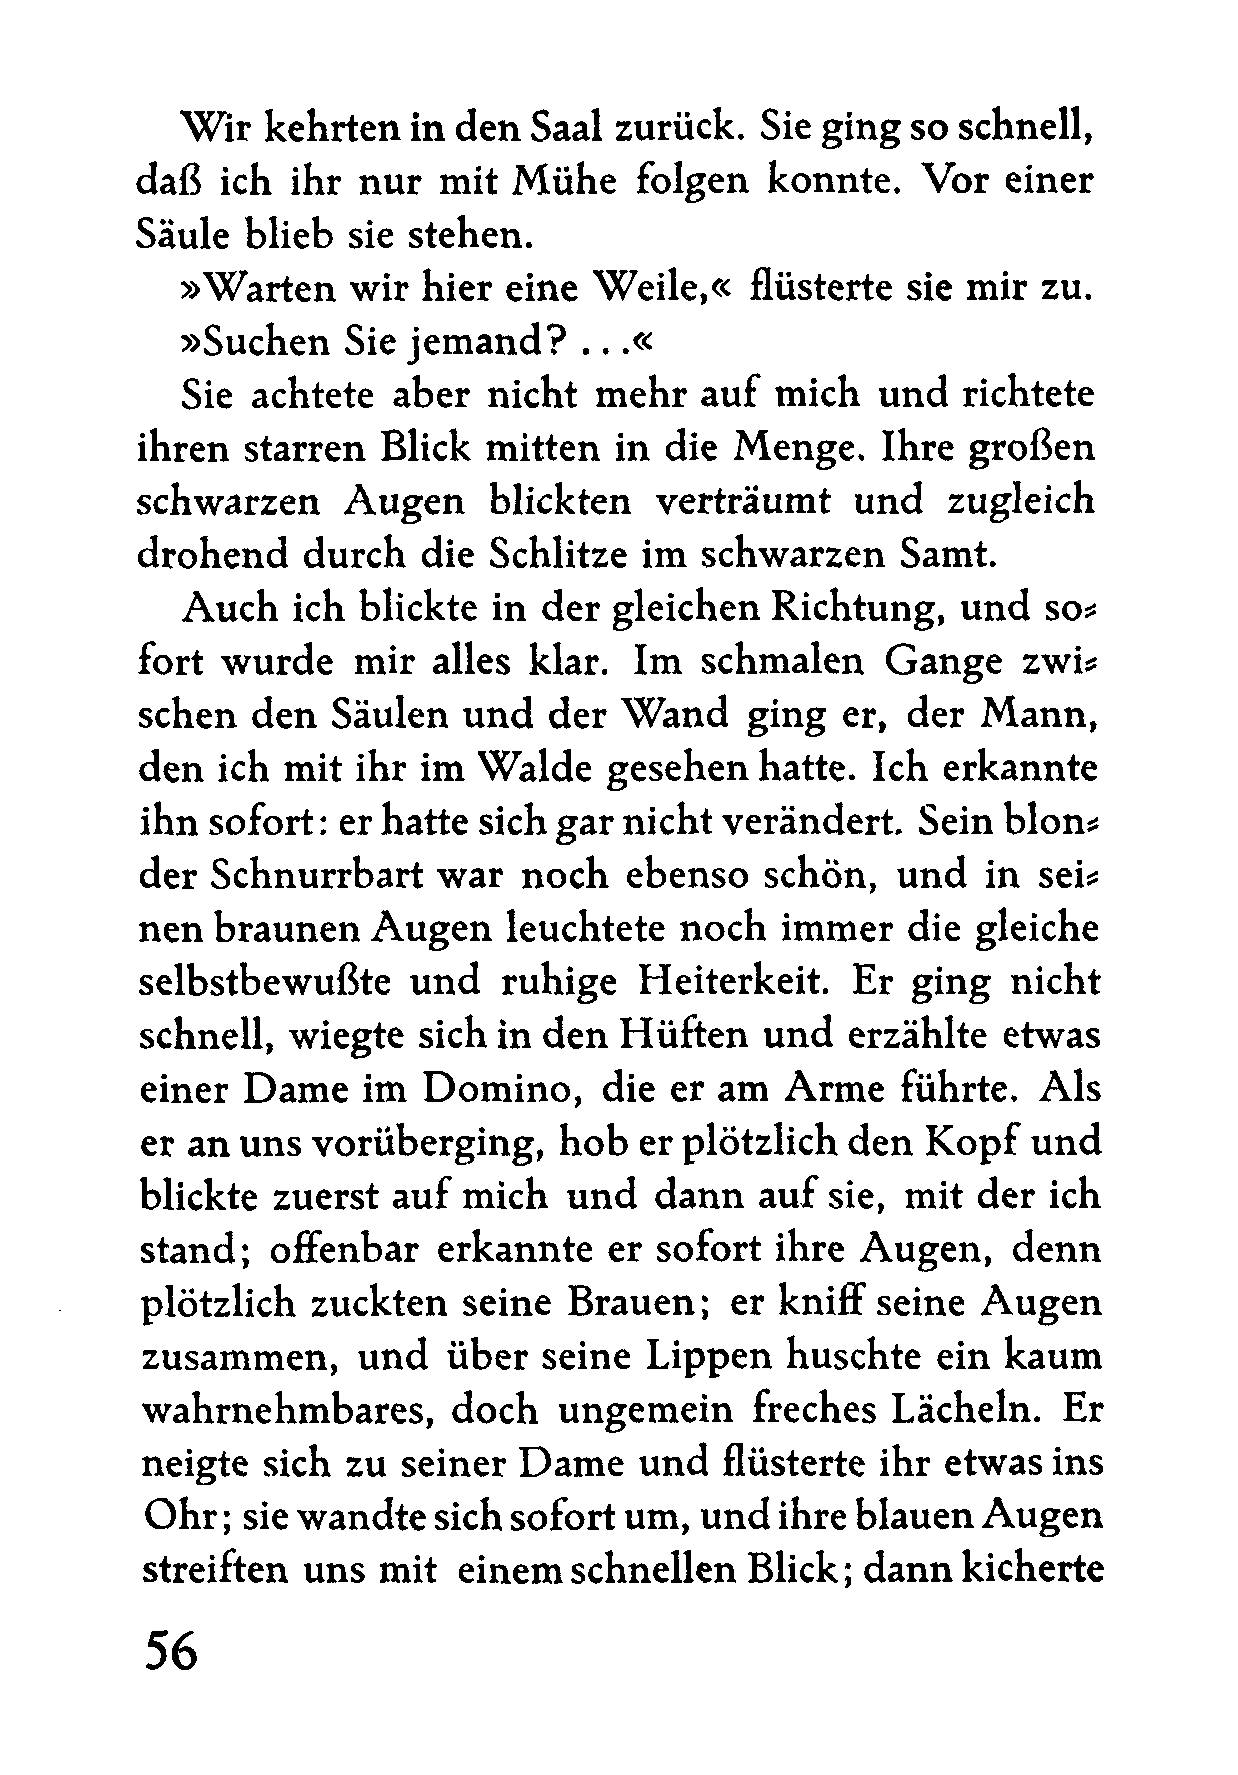 Wir kehrten in den Saal zurück. Sie ging so schnell,
daß ich ihr nur mit Mühe folgen konnte. Vor einer
Säule blieb sie stehen.
»Warten wir hier eine Weile,« flüsterte sie mir zu.
»Suchen Sie jemand? . . .«
Sie achtete aber nicht mehr auf mich und richtete
ihren starren Blick mitten in die Menge. Ihre großen
schwarzen Augen blickten verträumt und zugleich
drohend durch die Schlitze im schwarzen Samt.
Auch ich blickte in der gleichen Richtung, und so⸗
fort wurde mir alles klar. Im schmalen Gange zwi⸗
schen den Säulen und der Wand ging er, der Mann,
den ich mit ihr im Walde gesehen hatte. Ich erkannte
ihn sofort: er hatte sich gar nicht verändert. Sein blon⸗
der Schnurrbart war noch ebenso schön, und in sei⸗
nen braunen Augen leuchtete noch immer die gleiche
selbstbewußte und ruhige Heiterkeit. Er ging nicht
schnell, wiegte sich in den Hüften und erzählte etwas
einer Dame im Domino, die er am Arme führte. Als
er an uns vorüberging, hob er plötzlich den Kopf und
blickte zuerst auf mich und dann auf sie, mit der ich
stand; offenbar erkannte er sofort ihre Augen, denn
plötzlich zuckten seine Brauen; er kniff seine Augen
zusammen, und über seine Lippen huschte ein kaum
wahrnehmbares, doch ungemein freches Lächeln. Er
neigte sich zu seiner Dame und flüsterte ihr etwas ins
Ohr; sie wandte sich sofort um, und ihre blauen Augen
streiften uns mit einem schnellen Blick; dann kicherte
56